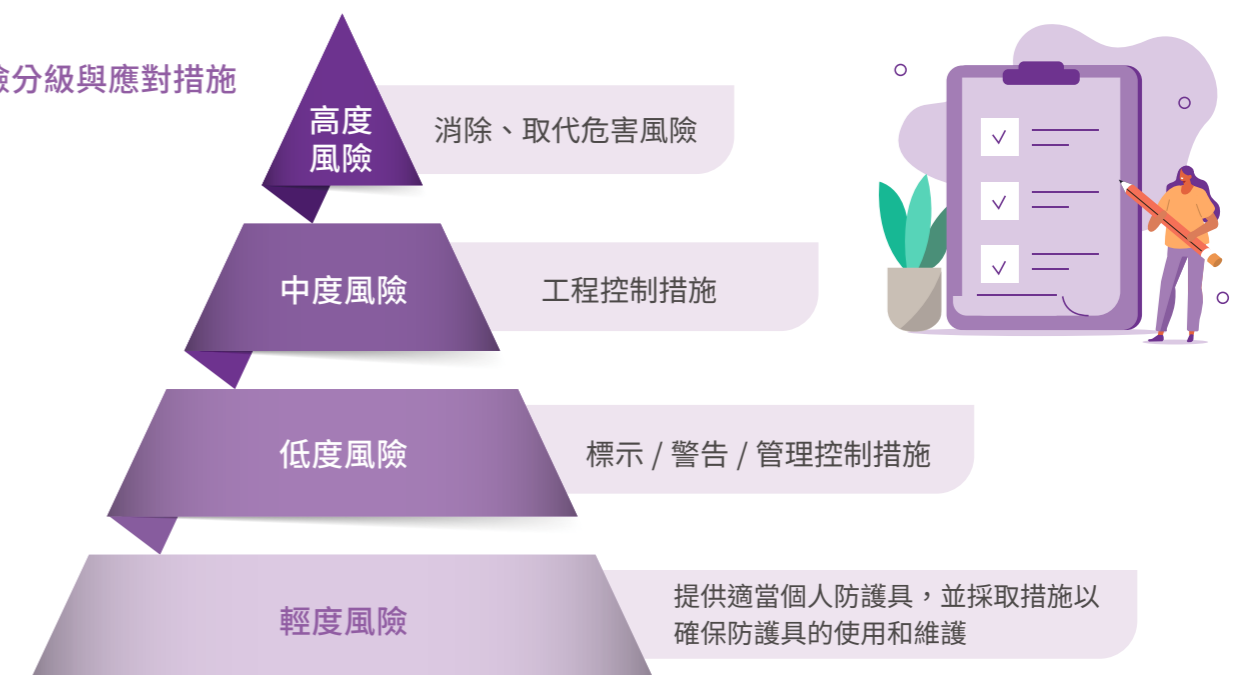 險分級與應對措施
高度
風險
消除、取代危害風險
中度風險
工程控制措施
低度風險
標示 / 警告 / 管理控制措施
輕度風險
提供適當個人防護具，並採取措施以
確保防護具的使用和維護